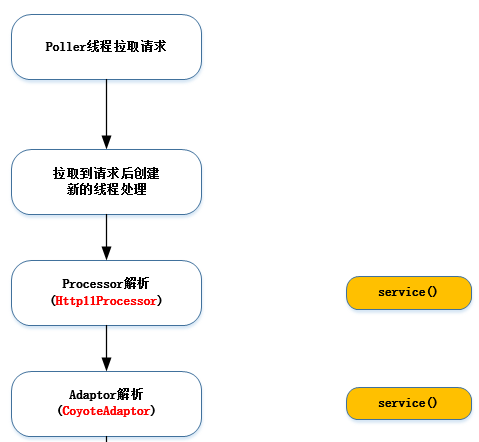 Poller线程拉取请求
拉取到请求后创建
新的线程处理
Processor解析
(Http11Processor)
service()
Adaptor解析
(CoyoteAdaptor)
service()